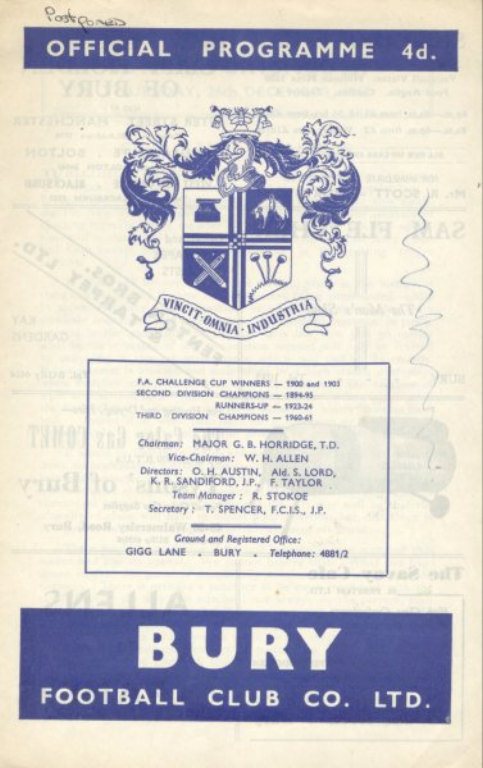 Postponed
OFFICIAL PROGRAMME 4d.
VINCIT·OMNIA·INDUSTRIA
F.A. CHALLENGE CUP WINNERS — 1900 and 1903
SECOND DIVISION CHAMPIONS — 1894-95
RUNNERS-UP — 1923-24
THIRD DIVISION CHAMPIONS — 1960-61
Chairman: MAJOR G. B. HORRIDGE, T.D.
Vice-Chairman: W. H. ALLEN
Directors: O. H. AUSTIN, Ald. S. LORD,
K. R. SANDIFORD, J.P., F. TAYLOR
Team Manager: R. STOKOE
Secretary: T. SPENCER, F.C.I.S., J.P.
Ground and Registered Office:
GIGG LANE . BURY . Telephone: 4881/2
BURY
FOOTBALL CLUB CO. LTD.